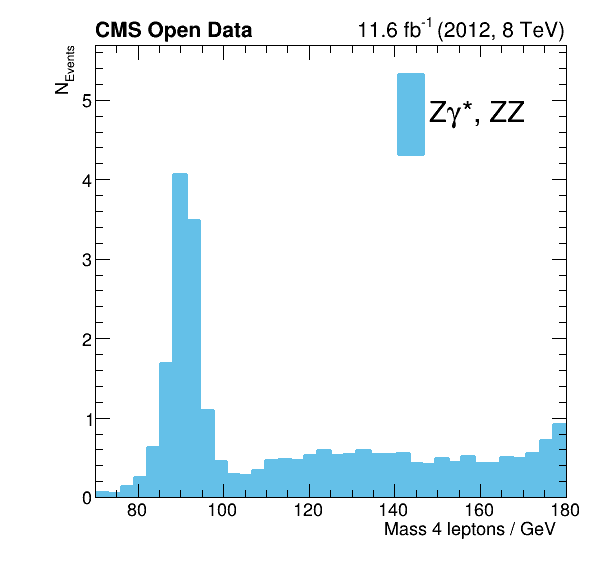 CMS Open Data
11.6 fb⁻¹ (2012, 8 TeV)
N_Events
Zγ*, ZZ
5
4
3
2
1
0
80 100 120 140 160 180
Mass 4 leptons / GeV